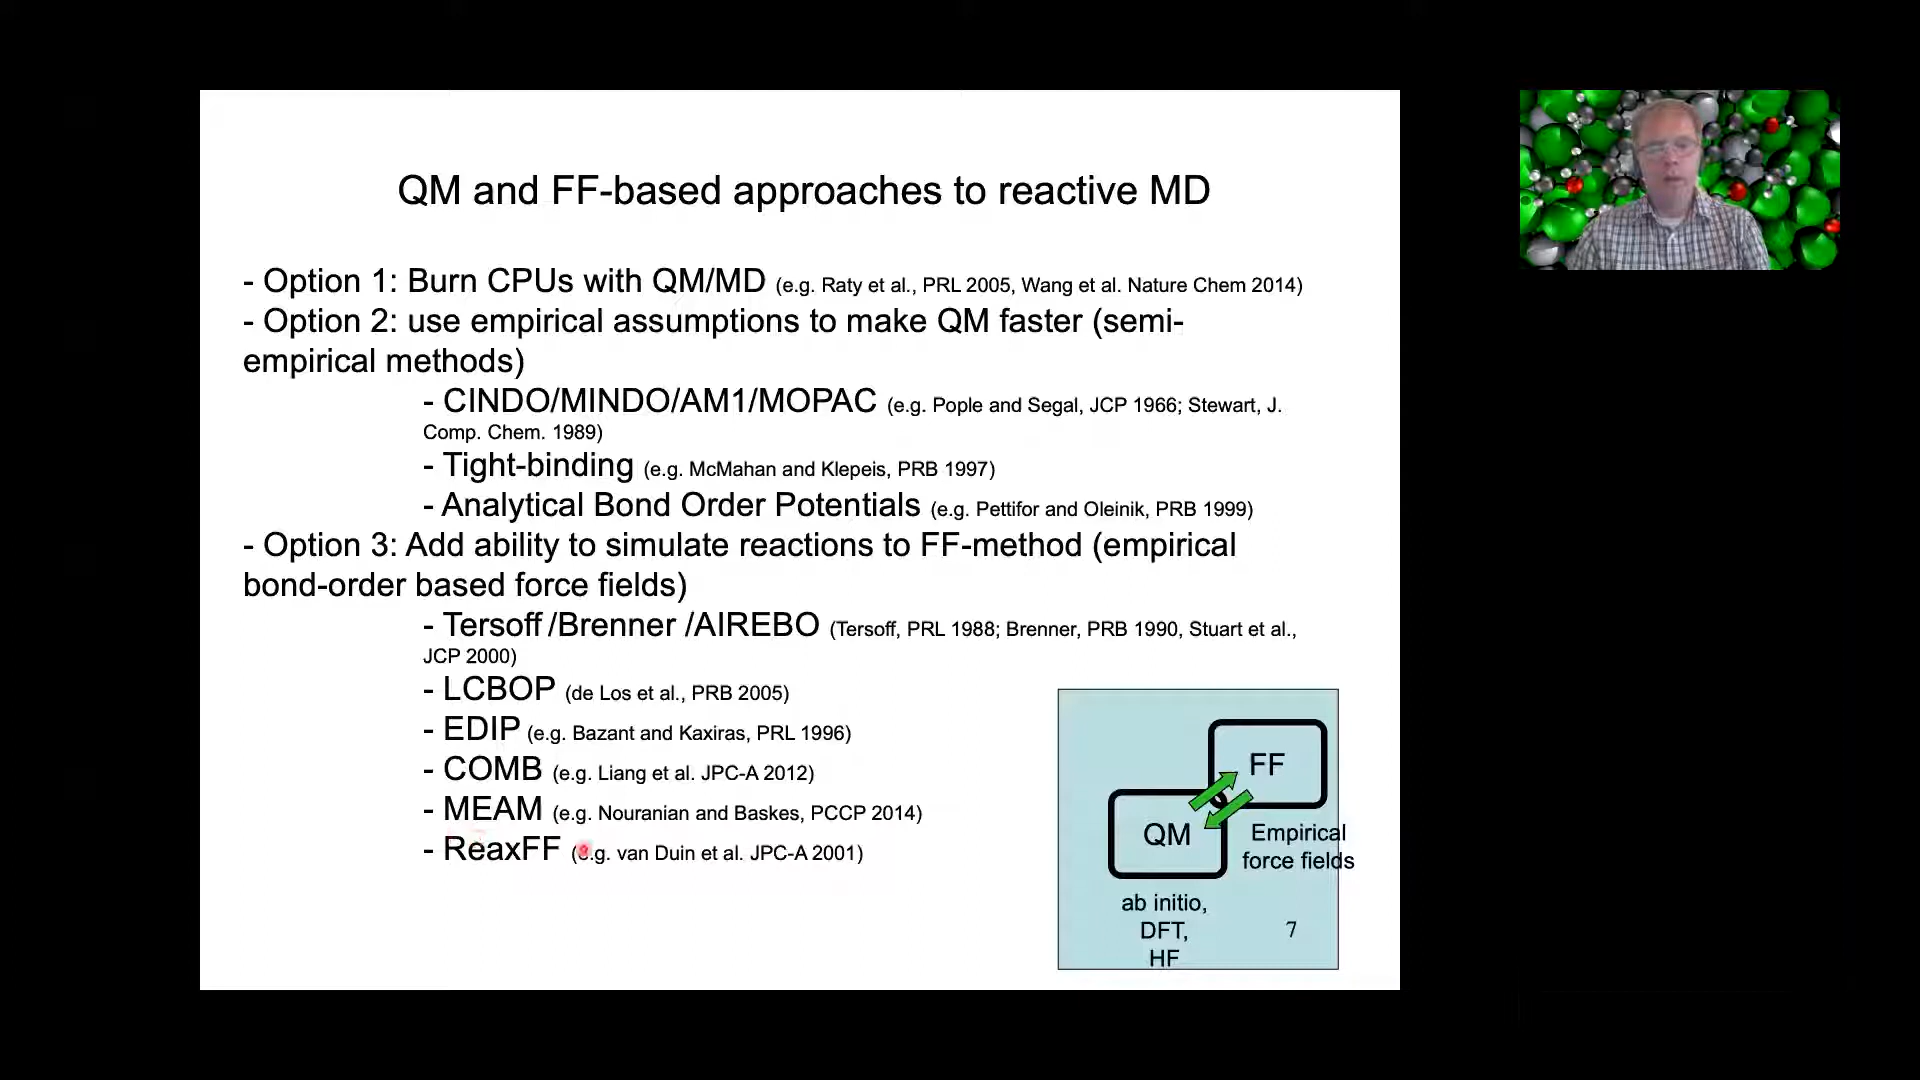 QM and FF-based approaches to reactive MD
- Option 1: Burn CPUs with QM/MD (e.g. Raty et al., PRL 2005, Wang et al. Nature Chem 2014)
- Option 2: use empirical assumptions to make QM faster (semi-
empirical methods)
- CINDO/MINDO/AM1/MOPAC (e.g. Pople and Segal, JCP 1966; Stewart, J.
Comp. Chem. 1989)
- Tight-binding (e.g. McMahan and Klepeis, PRB 1997)
- Analytical Bond Order Potentials (e.g. Pettifor and Oleinik, PRB 1999)
- Option 3: Add ability to simulate reactions to FF-method (empirical
bond-order based force fields)
- Tersoff /Brenner /AIREBO (Tersoff, PRL 1988; Brenner, PRB 1990, Stuart et al.,
JCP 2000)
- LCBOP (de Los et al., PRB 2005)
- EDIP (e.g. Bazant and Kaxiras, PRL 1996)
- COMB (e.g. Liang et al. JPC-A 2012)
- MEAM (e.g. Nouranian and Baskes, PCCP 2014)
- ReaxFF (e.g. van Duin et al. JPC-A 2001)
FF
QM
Empirical
force fields
ab initio,
DFT,
HF
7